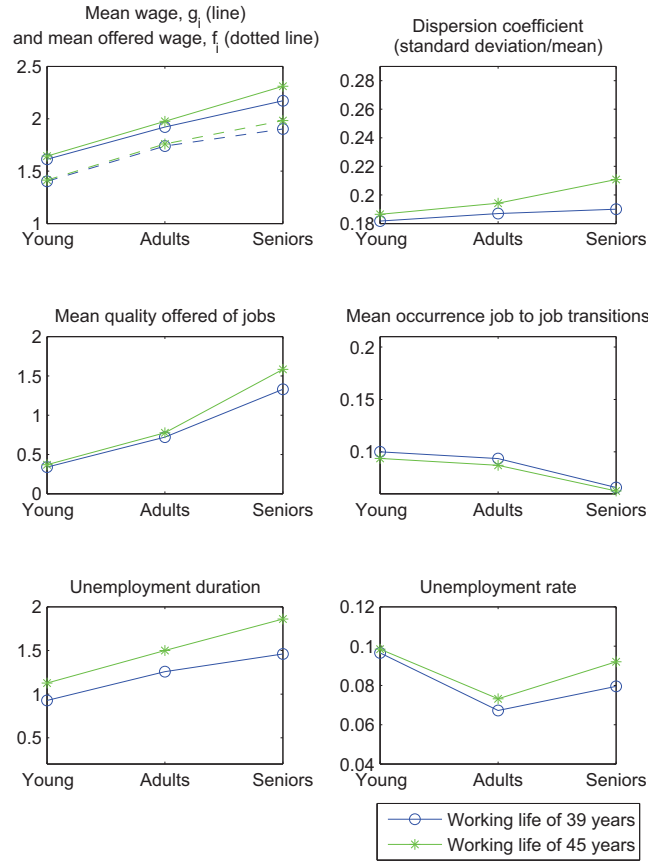 Mean wage, g_i (line)
and mean offered wage, f_i (dotted line)
2.5
2
1.5
1
Young Adults Seniors
Dispersion coefficient
(standard deviation/mean)
0.28
0.26
0.24
0.22
0.2
0.18
Young Adults Seniors
Mean quality offered of jobs
2
1.5
1
0.5
0
Young Adults Seniors
Mean occurrence job to job transitions
0.2
0.15
0.1
Young Adults Seniors
Unemployment duration
2
1.5
1
0.5
Young Adults Seniors
Unemployment rate
0.12
0.1
0.08
0.06
0.04
Young Adults Seniors
Working life of 39 years
Working life of 45 years